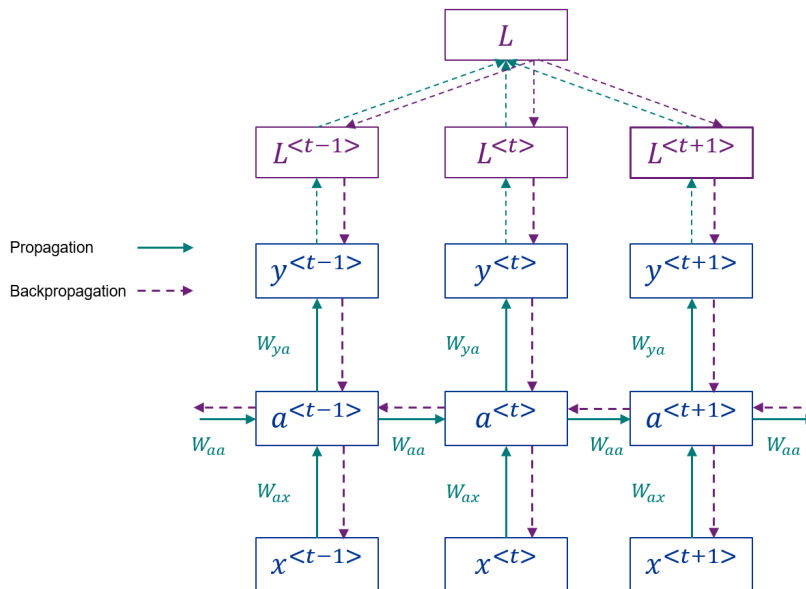 L
L<t−1> L<t> L<t+1>
Propagation
y<t−1> y<t> y<t+1>
Backpropagation
Wya Wya Wya
a<t−1> a<t> a<t+1>
Waa Waa Waa Waa
Wax Wax Wax
x<t−1> x<t> x<t+1>